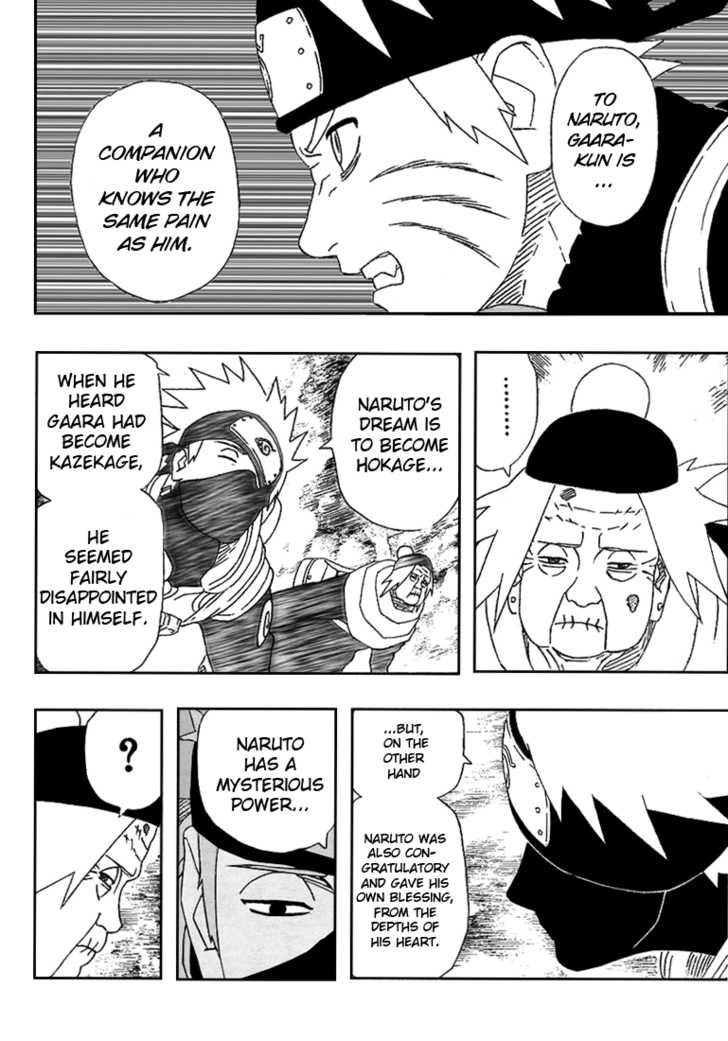 TO
NARUTO,
GAARA-
KUN IS
...
A
COMPANION
WHO
KNOWS THE
SAME PAIN
AS HIM.
........
NARUTO'S
DREAM IS
TO BECOME
HOKAGE...
WHEN HE
HEARD
GAARA HAD
BECOME
KAZEKAGE,
HE
SEEMED
FAIRLY
DISAPPOINTED
IN HIMSELF.
...BUT,
ON THE
OTHER
HAND
NARUTO WAS
ALSO CON-
GRATULATORY
AND GAVE HIS
OWN BLESSING,
FROM THE
DEPTHS OF
HIS HEART.
NARUTO
HAS A
MYSTERIOUS
POWER...
?